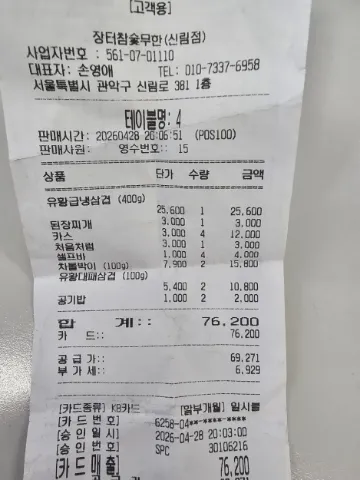 [고객용]
장터참숯무한(신림점)
사업자번호 : 561-07-01110
대표자: 손영애 TEL: 010-7337-6958
서울특별시 관악구 신림로 381 1층
테이블명: 4
판매시간: 20260428 20:06:51 (POS100)
판매사원: 영수번호: 15
상품 단가 수량 금액
유황급냉삼겹 (400g)
25,600 1 25,600
된장찌개 3,000 1 3,000
카스 3,000 4 12,000
처음처럼 3,000 1 3,000
셀프바 1,000 4 4,000
차돌박이 (100g) 7,900 2 15,800
유황대패삼겹 (100g)
5,400 2 10,800
공기밥 1,000 2 2,000
합 계:: 76,200
카 드:: 76,200
공 급 가:: 69,271
부 가 세:: 6,929
[카드종류] KB카드 [할부개월] 일시불
[카 드 번 호] 6258-04**-****-****
[승 인 일 시] 2026-04-28 20:03:00
[승 인 번 호] SPC 30106216
[카 드 매 출] 76,200